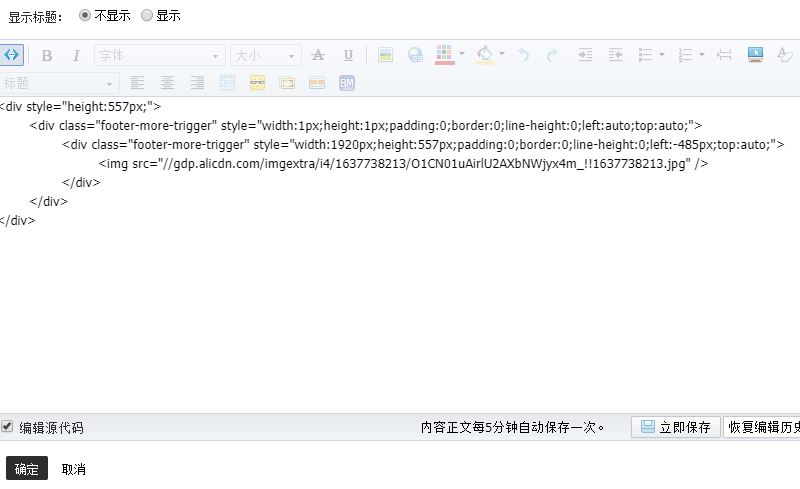 显示标题： 不显示 显示
B I 字体 大小 A U
标题 BM
<div style="height:557px;">
<div class="footer-more-trigger" style="width:1px;height:1px;padding:0;border:0;line-height:0;left:auto;top:auto;">
<div class="footer-more-trigger" style="width:1920px;height:557px;padding:0;border:0;line-height:0;left:-485px;top:auto;">
<img src="//gdp.alicdn.com/imgextra/i4/1637738213/O1CN01uAirlU2AXbNWjyx4m_!!1637738213.jpg" />
</div>
</div>
</div>
编辑源代码 内容正文每5分钟自动保存一次。 立即保存 恢复编辑历史
确定 取消